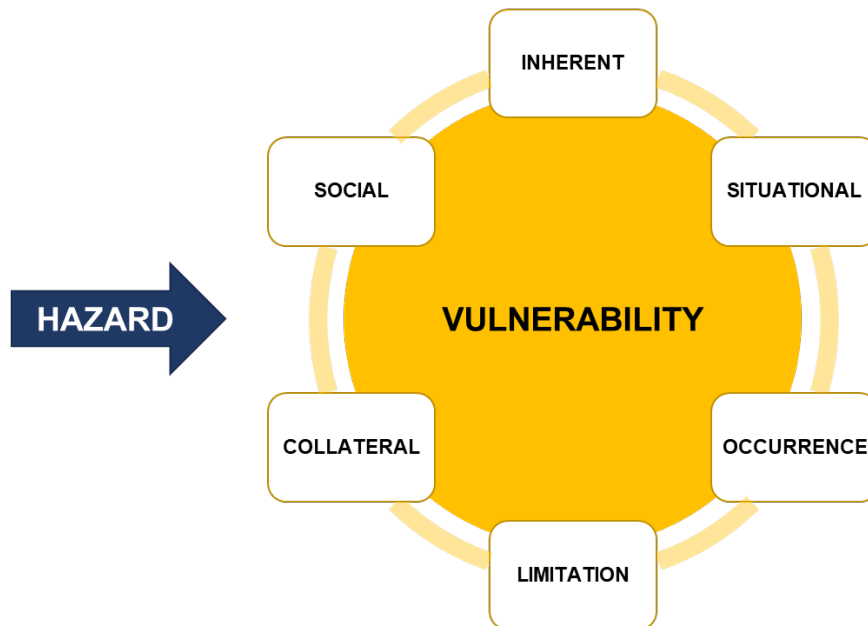 INHERENT
SOCIAL
SITUATIONAL
HAZARD
VULNERABILITY
COLLATERAL
OCCURRENCE
LIMITATION